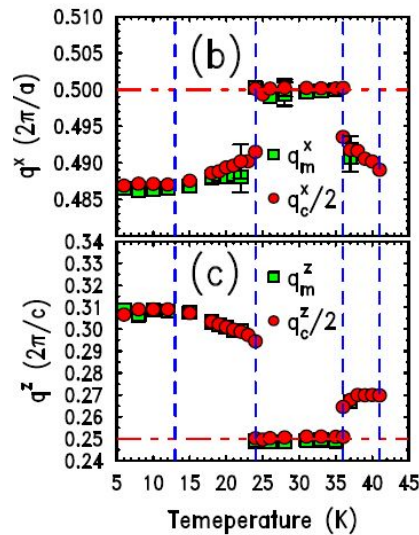 0.510
0.505
0.500
0.495
0.490
0.485
(b)
q^x (2π/a)
q_m^x
q_c^x/2
0.34
0.33
0.32
0.31
0.30
0.29
0.28
0.27
0.26
0.25
0.24
(c)
q^z (2π/c)
q_m^z
q_c^z/2
5 10 15 20 25 30 35 40 45
Temeperature (K)